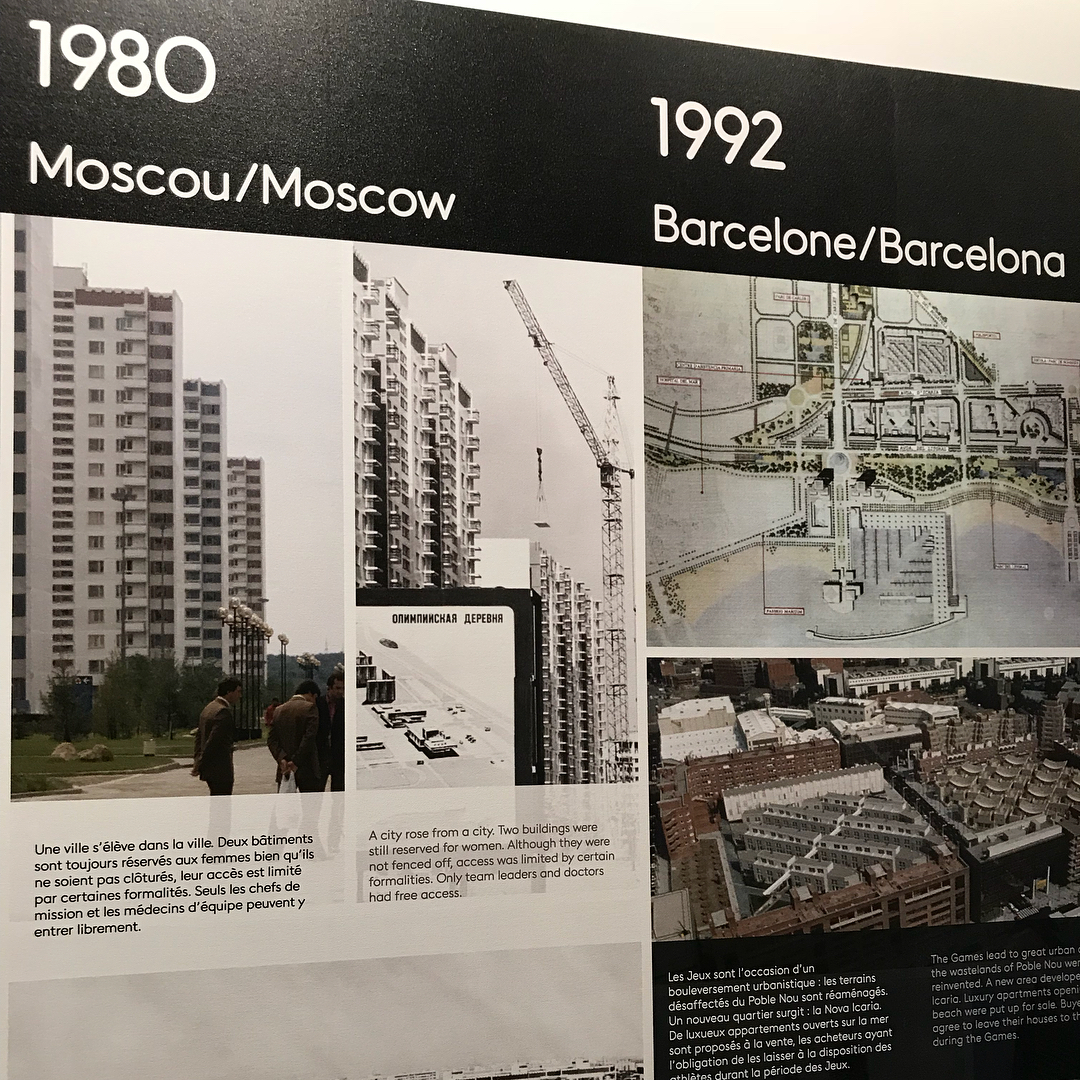 1980
Moscou/Moscow
1992
Barcelone/Barcelona
ОЛИМПИЙСКАЯ ДЕРЕВНЯ
Une ville s'élève dans la ville. Deux bâtiments
sont toujours réservés aux femmes bien qu'ils
ne soient pas clôturés, leur accès est limité
par certaines formalités. Seuls les chefs de
mission et les médecins d'équipe peuvent y
entrer librement.
A city rose from a city. Two buildings were
still reserved for women. Although they were
not fenced off, access was limited by certain
formalities. Only team leaders and doctors
had free access.
HOSPITAL DEL MAR
PASSEIG MARITIM
Les Jeux sont l'occasion d'un
bouleversement urbanistique : les terrains
désaffectés du Poble Nou sont réaménagés.
Un nouveau quartier surgit : la Nova Icaria.
De luxueux appartements ouverts sur la mer
sont proposés à la vente, les acheteurs ayant
l'obligation de les laisser à la disposition des
athlètes durant la période des Jeux.
The Games lead to great urban
the wastelands of Poble Nou
reinvented. A new area
Icaria. Luxury apartments
beach were put up for sale.
agree to leave their houses to
during the Games.